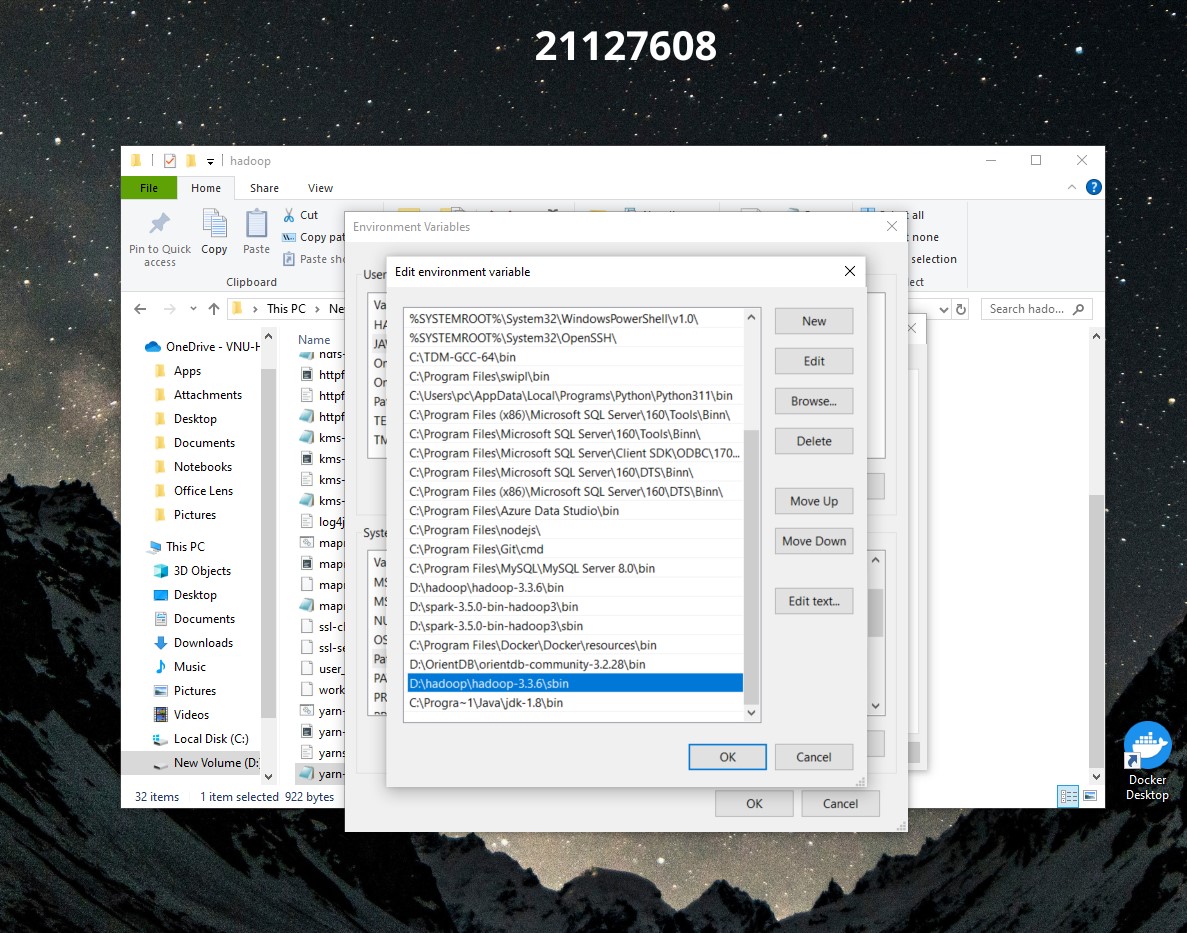 21127608
hadoop
File
Home
Share
View
Pin to Quick
access
Copy
Paste
Cut
Copy pat
Paste sho
Clipboard
all
none
selection
ect
This PC
Ne
Search hado...
OneDrive - VNU-H
Apps
Attachments
Desktop
Documents
Notebooks
Office Lens
Pictures
This PC
3D Objects
Desktop
Documents
Downloads
Music
Pictures
Videos
Local Disk (C:)
New Volume (D:
Name
hdfs-
httpf
httpf
kms-
kms-
kms-
kms-
log4j
mapr
mapr
mapr
mapr
ssl-cl
ssl-se
user_
work
yarn-
yarn-
yarns
yarn-
32 items
1 item selected 922 bytes
Environment Variables
User
Va
HA
JA
On
On
Pat
TE
TM
Syste
Va
MS
MS
NU
OS
Pat
PA
PR
Edit environment variable
%SYSTEMROOT%\System32\WindowsPowerShell\v1.0\
%SYSTEMROOT%\System32\OpenSSH\
C:\TDM-GCC-64\bin
C:\Program Files\swipl\bin
C:\Users\pc\AppData\Local\Programs\Python\Python311\bin
C:\Program Files (x86)\Microsoft SQL Server\160\Tools\Binn\
C:\Program Files\Microsoft SQL Server\160\Tools\Binn\
C:\Program Files\Microsoft SQL Server\Client SDK\ODBC\170...
C:\Program Files\Microsoft SQL Server\160\DTS\Binn\
C:\Program Files (x86)\Microsoft SQL Server\160\DTS\Binn\
C:\Program Files\Azure Data Studio\bin
C:\Program Files\nodejs\
C:\Program Files\Git\cmd
C:\Program Files\MySQL\MySQL Server 8.0\bin
D:\hadoop\hadoop-3.3.6\bin
D:\spark-3.5.0-bin-hadoop3\bin
D:\spark-3.5.0-bin-hadoop3\sbin
C:\Program Files\Docker\Docker\resources\bin
D:\OrientDB\orientdb-community-3.2.28\bin
D:\hadoop\hadoop-3.3.6\sbin
C:\Progra~1\Java\jdk-1.8\bin
New
Edit
Browse...
Delete
Move Up
Move Down
Edit text...
OK
Cancel
OK
Cancel
Docker
Desktop